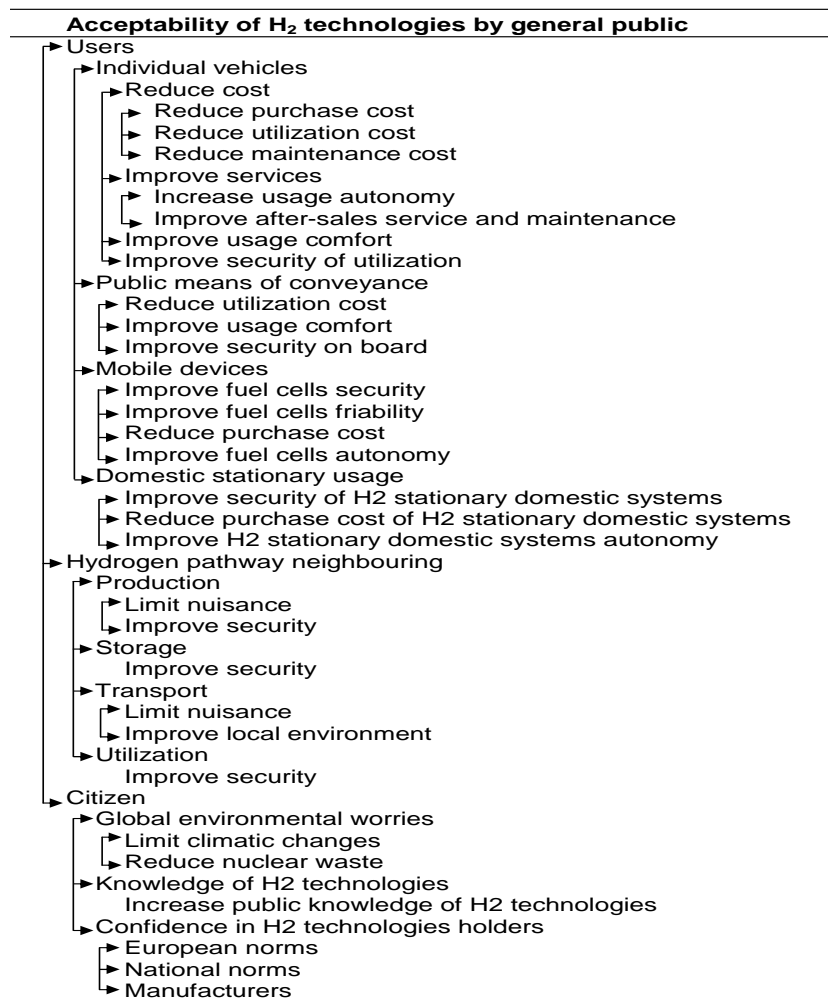 Acceptability of H₂ technologies by general public
Users
Individual vehicles
Reduce cost
Reduce purchase cost
Reduce utilization cost
Reduce maintenance cost
Improve services
Increase usage autonomy
Improve after-sales service and maintenance
Improve usage comfort
Improve security of utilization
Public means of conveyance
Reduce utilization cost
Improve usage comfort
Improve security on board
Mobile devices
Improve fuel cells security
Improve fuel cells friability
Reduce purchase cost
Improve fuel cells autonomy
Domestic stationary usage
Improve security of H2 stationary domestic systems
Reduce purchase cost of H2 stationary domestic systems
Improve H2 stationary domestic systems autonomy
Hydrogen pathway neighbouring
Production
Limit nuisance
Improve security
Storage
Improve security
Transport
Limit nuisance
Improve local environment
Utilization
Improve security
Citizen
Global environmental worries
Limit climatic changes
Reduce nuclear waste
Knowledge of H2 technologies
Increase public knowledge of H2 technologies
Confidence in H2 technologies holders
European norms
National norms
Manufacturers